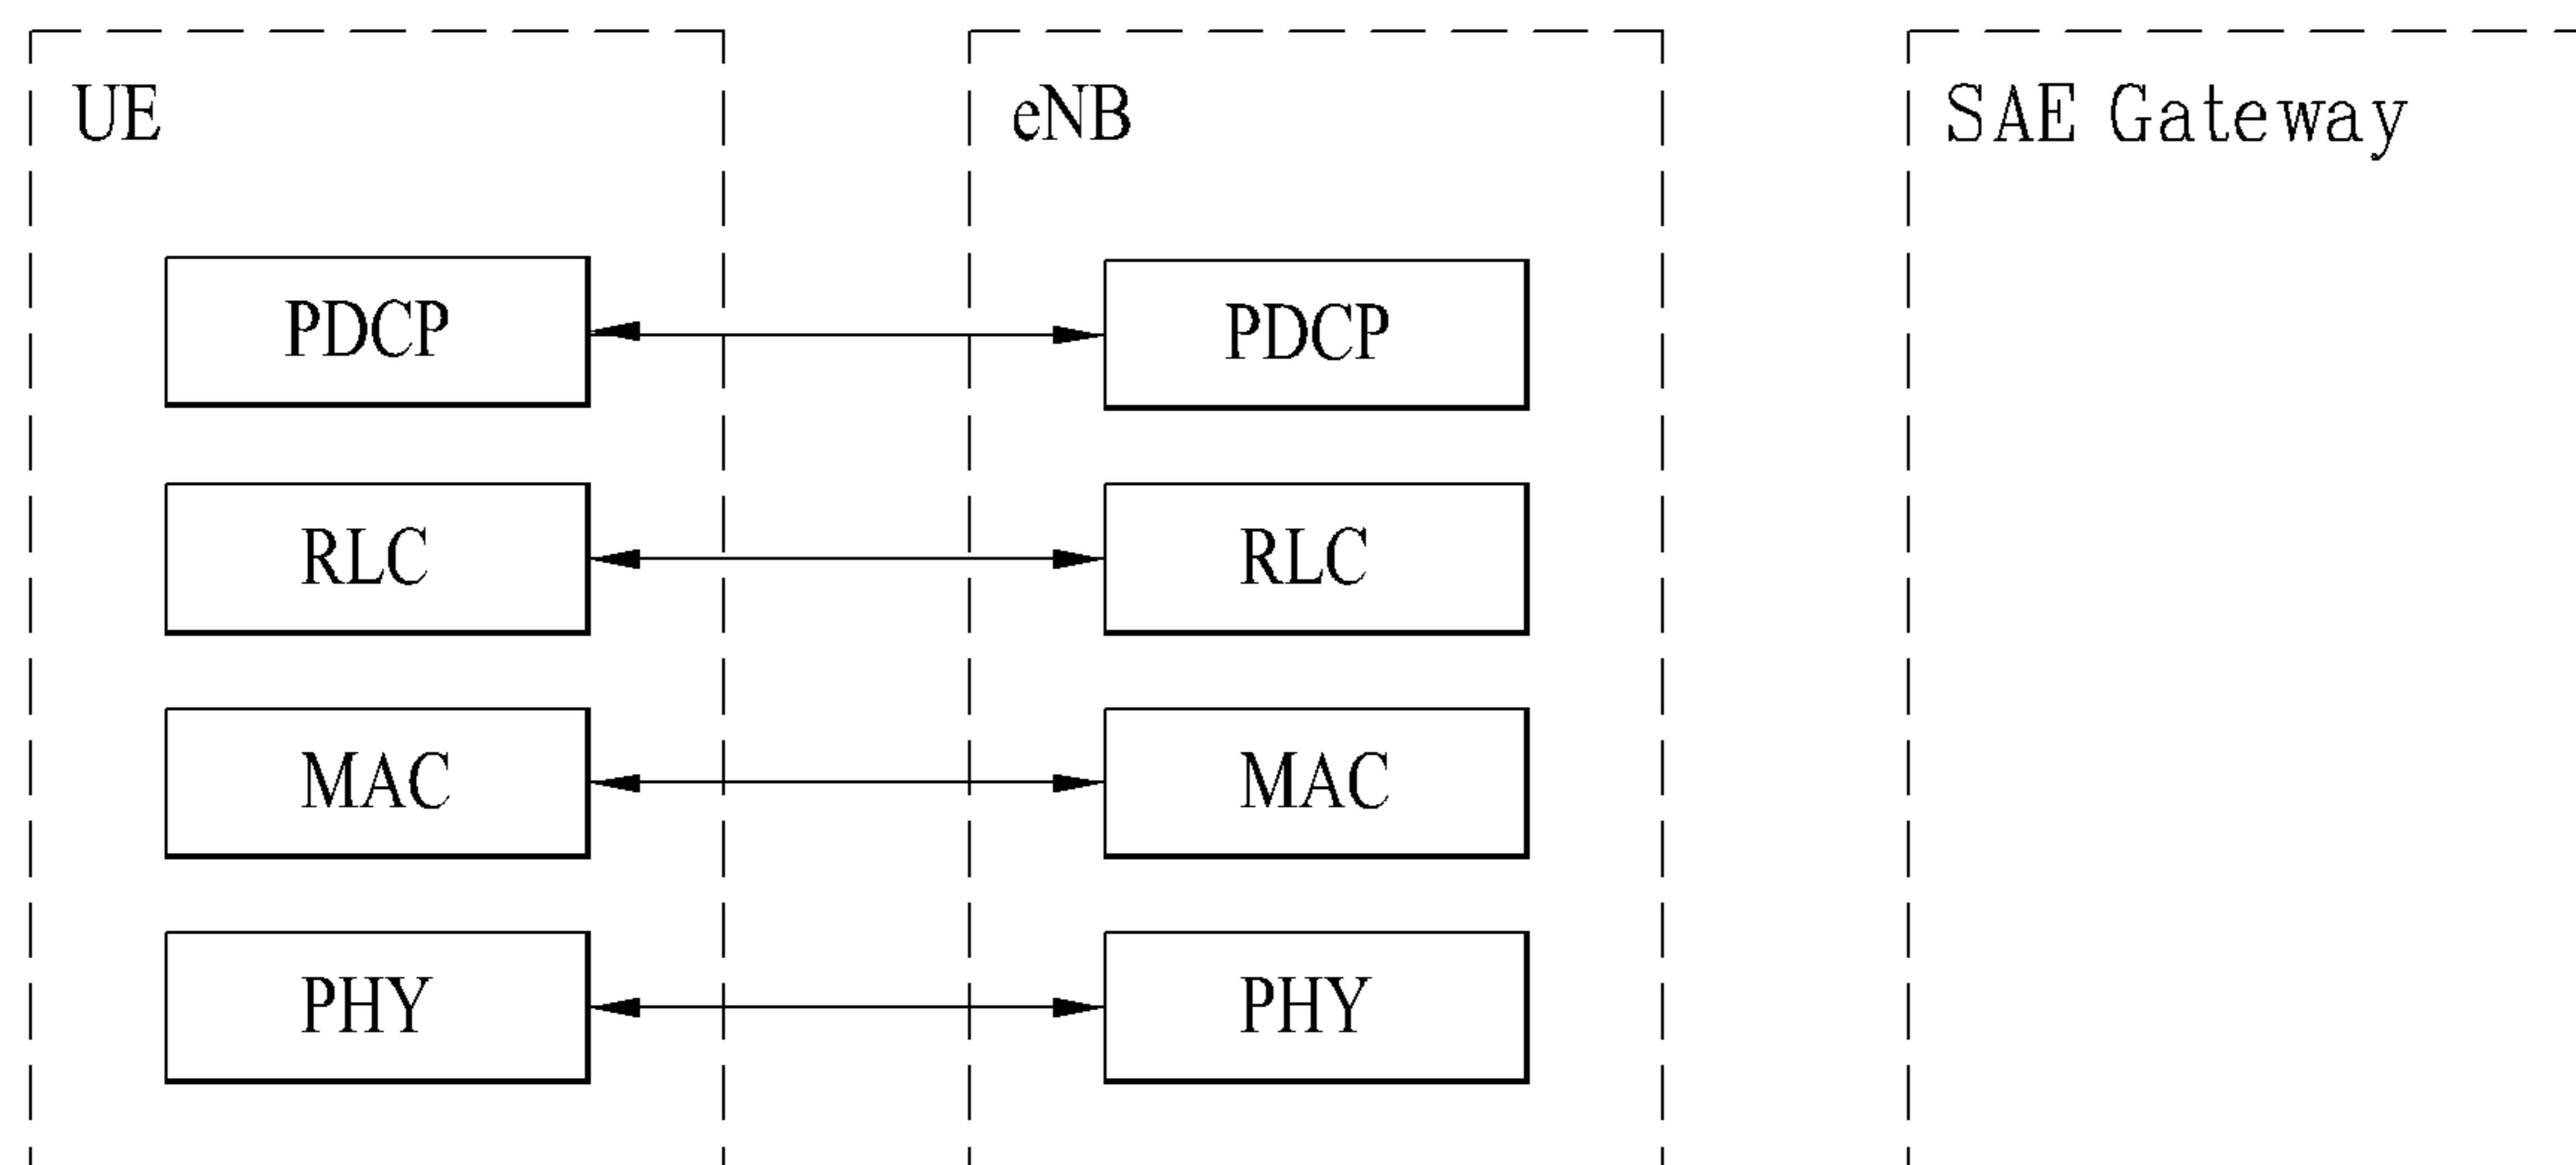 UE
eNB
SAE Gateway
PDCP
PDCP
RLC
RLC
MAC
MAC
PHY
PHY